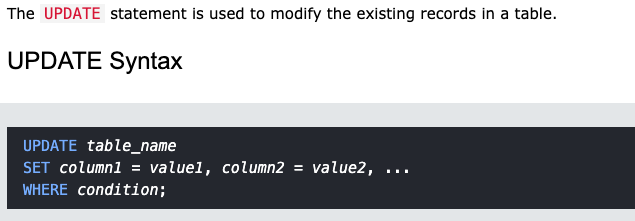 The UPDATE statement is used to modify the existing records in a table.
UPDATE Syntax
UPDATE table_name
SET column1 = value1, column2 = value2, ...
WHERE condition;